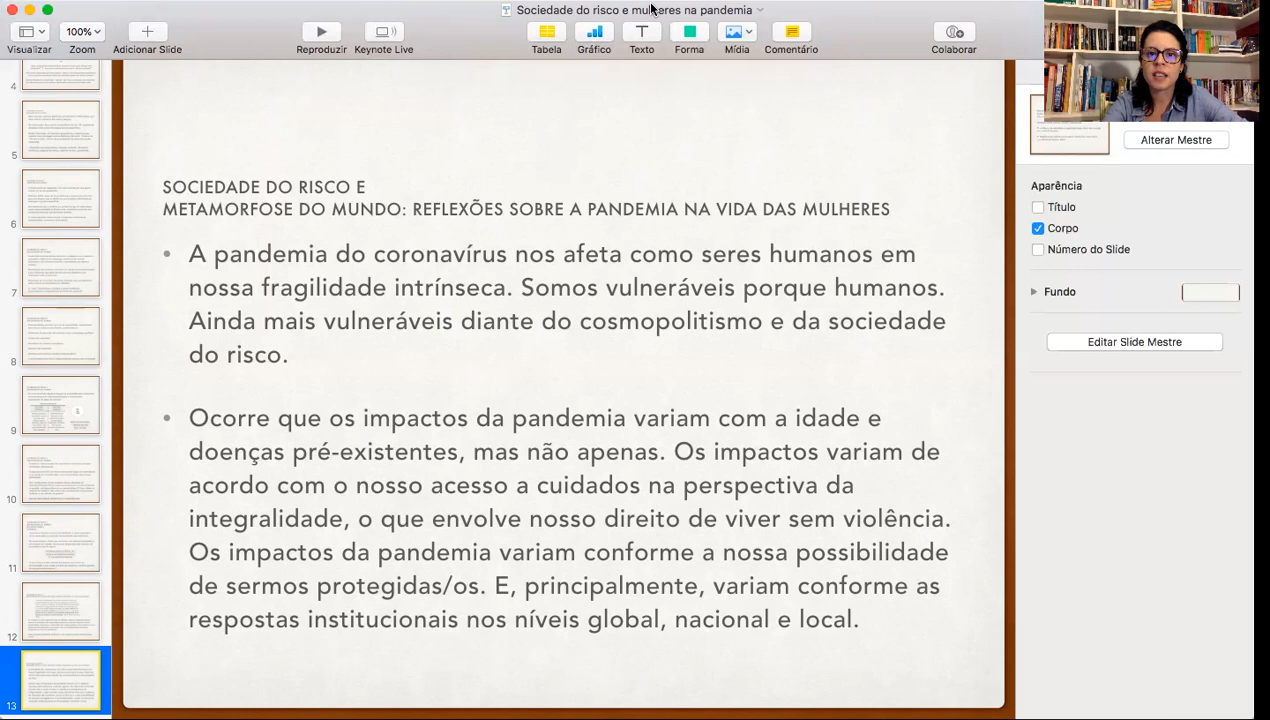 Sociedade do risco e mulheres na pandemia
Visualizar
100%
Zoom
Adicionar Slide
Reproduzir
Keynote Live
Tabela
Gráfico
Texto
Forma
Mídia
Comentário
Colaborar
4
5
6
7
8
9
10
11
12
13
SOCIEDADE DO RISCO E
METAMORFOSE DO MUNDO: REFLEXÕES SOBRE A PANDEMIA NA VIDA DAS MULHERES
• A pandemia do coronavírus nos afeta como seres humanos em
nossa fragilidade intrínseca. Somos vulneráveis porque humanos.
Ainda mais vulneráveis diante do cosmopolitismo e da sociedade
do risco.
• Ocorre que os impactos da pandemia variam com a idade e
doenças pré-existentes, mas não apenas. Os impactos variam de
acordo com o nosso acesso a cuidados na perspctiva da
integralidade, o que envolve nosso direito de viver sem violência.
Os impactos da pandemia variam conforme a nossa possibilidade
de sermos protegidas/os. E, principalmente, variam conforme as
respostas institucionais nos níveis global, nacional e local.
Alterar Mestre
Aparência
Título
Corpo
Número do Slide
Fundo
Editar Slide Mestre